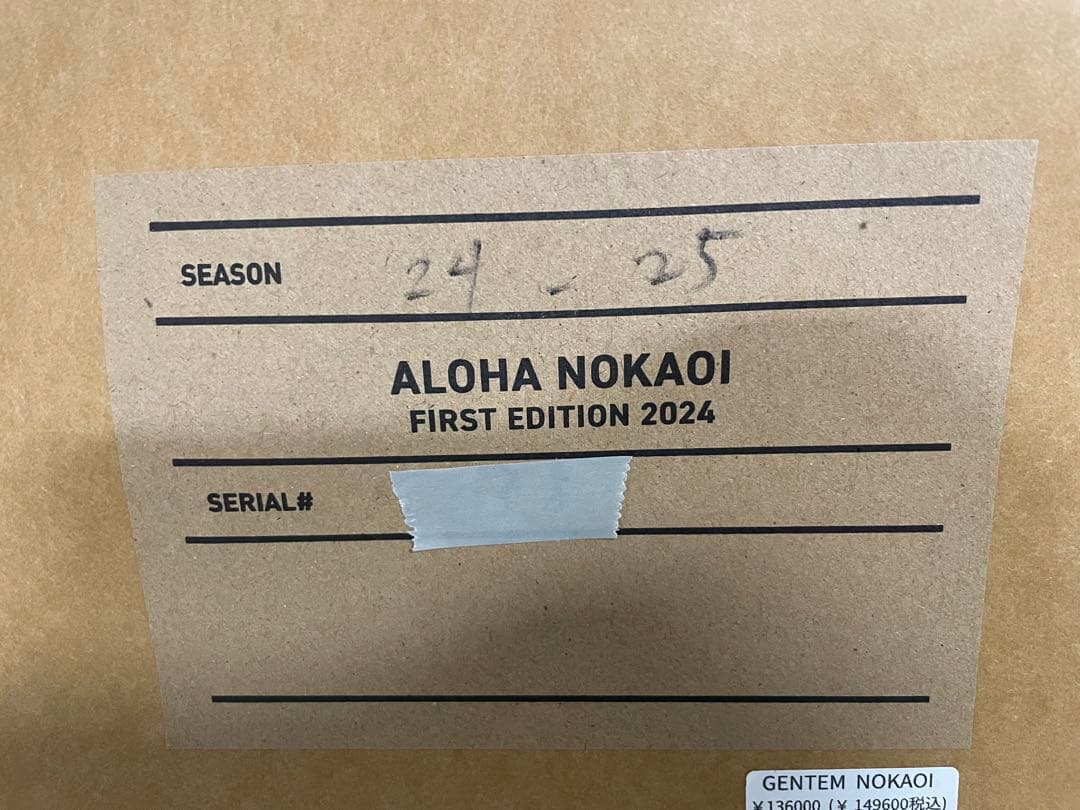 SEASON 24 - 25
ALOHA NOKAOI
FIRST EDITION 2024
SERIAL#
GENTEM NOKAOI
¥136000 (¥ 149600税込)